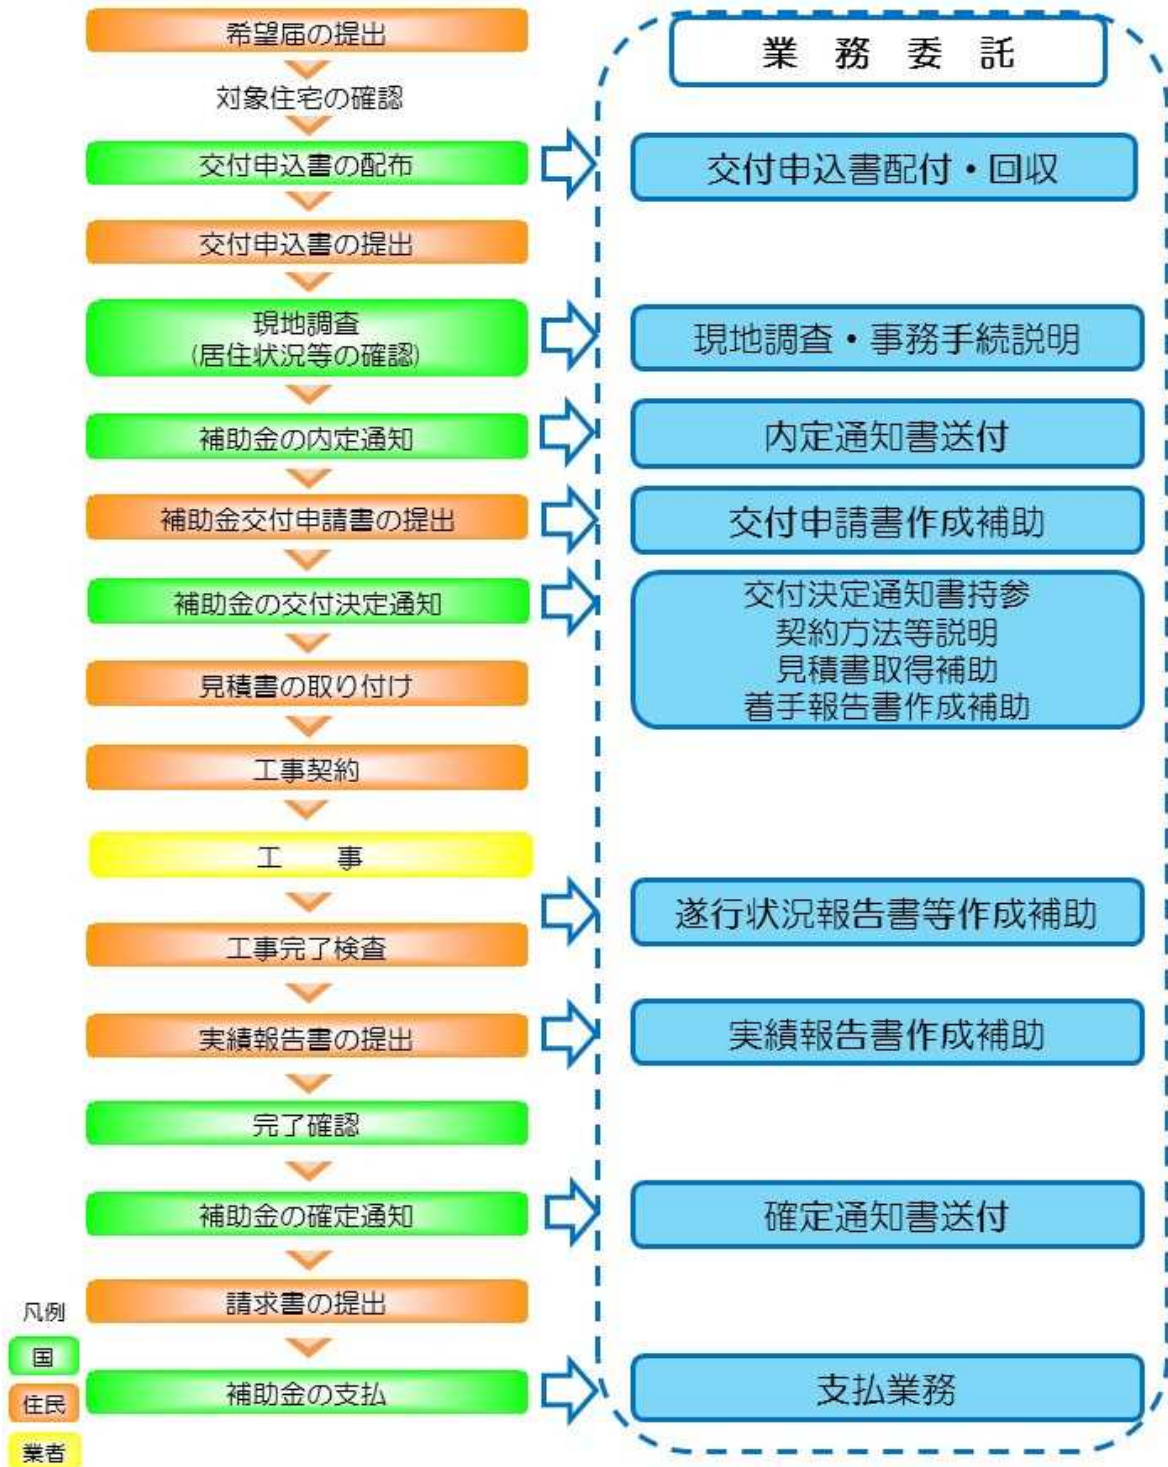 希望届の提出
対象住宅の確認
交付申込書の配布
交付申込書の提出
現地調査
(居住状況等の確認)
補助金の内定通知
補助金交付申請書の提出
補助金の交付決定通知
見積書の取り付け
工事契約
工　事
工事完了検査
実績報告書の提出
完了確認
補助金の確定通知
請求書の提出
補助金の支払
業　務　委　託
交付申込書配付・回収
現地調査・事務手続説明
内定通知書送付
交付申請書作成補助
交付決定通知書持参
契約方法等説明
見積書取得補助
着手報告書作成補助
遂行状況報告書等作成補助
実績報告書作成補助
確定通知書送付
支払業務
凡例
国
住民
業者